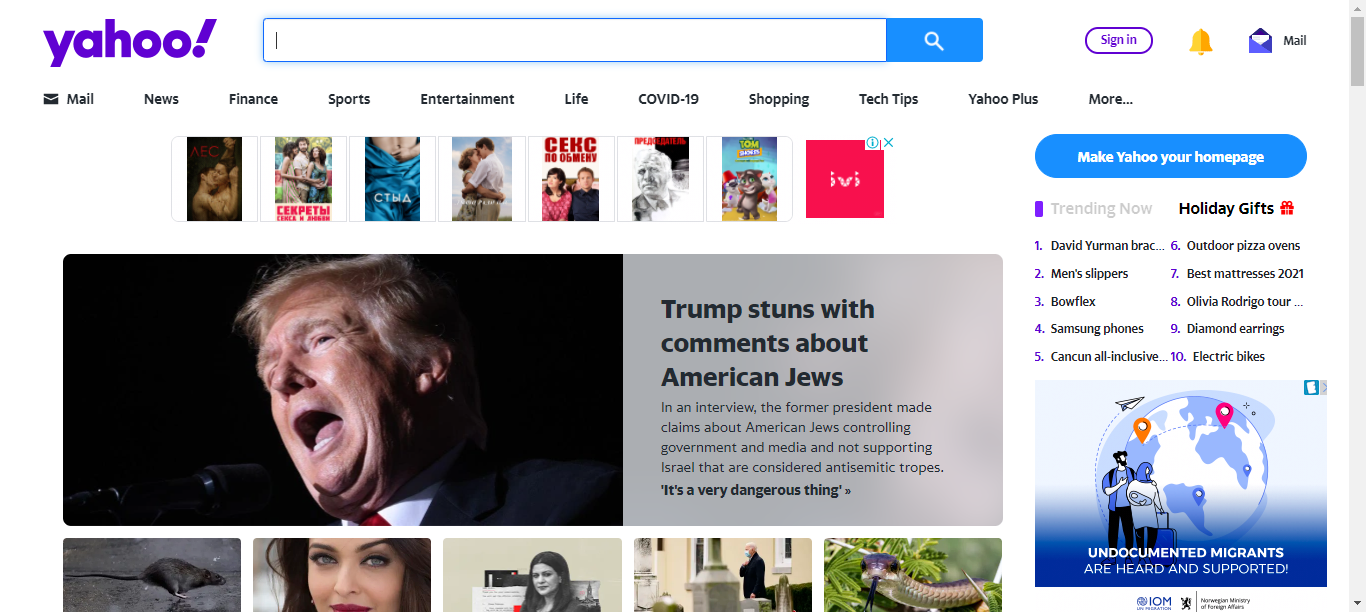 yahoo!
Sign in
Mail
Mail
News
Finance
Sports
Entertainment
Life
COVID-19
Shopping
Tech Tips
Yahoo Plus
More...
ЛЕС
СЕКРЕТЫ
СЕКСА И ЛЮБВИ
СТЫД
СЕКС
ПО ОБМЕНУ
ПРЕДСЕДАТЕЛЬ
TOM
HEROES
ivi
Make Yahoo your homepage
Trending Now
Holiday Gifts
1. David Yurman brac...
2. Men's slippers
3. Bowflex
4. Samsung phones
5. Cancun all-inclusive...
6. Outdoor pizza ovens
7. Best mattresses 2021
8. Olivia Rodrigo tour ...
9. Diamond earrings
10. Electric bikes
Trump stuns with
comments about
American Jews
In an interview, the former president made
claims about American Jews controlling
government and media and not supporting
Israel that are considered antisemitic tropes.
'It's a very dangerous thing' »
UNDOCUMENTED MIGRANTS
ARE HEARD AND SUPPORTED!
IOM
UN MIGRATION
Norwegian Ministry
of Foreign Affairs